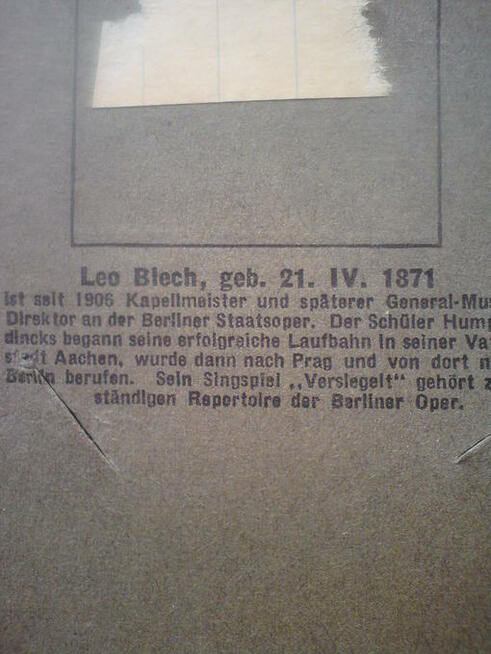 Leo Blech, geb. 21. IV. 1871
ist seit 1906 Kapellmeister und späterer General-Mus
Direktor an der Berliner Staatsoper. Der Schüler Hump
dincks begann seine erfolgreiche Laufbahn in seiner Va
stadt Aachen, wurde dann nach Prag und von dort n
Berlin berufen. Sein Singspiel „Versiegelt“ gehört z
ständigen Repertoire der Berliner Oper.